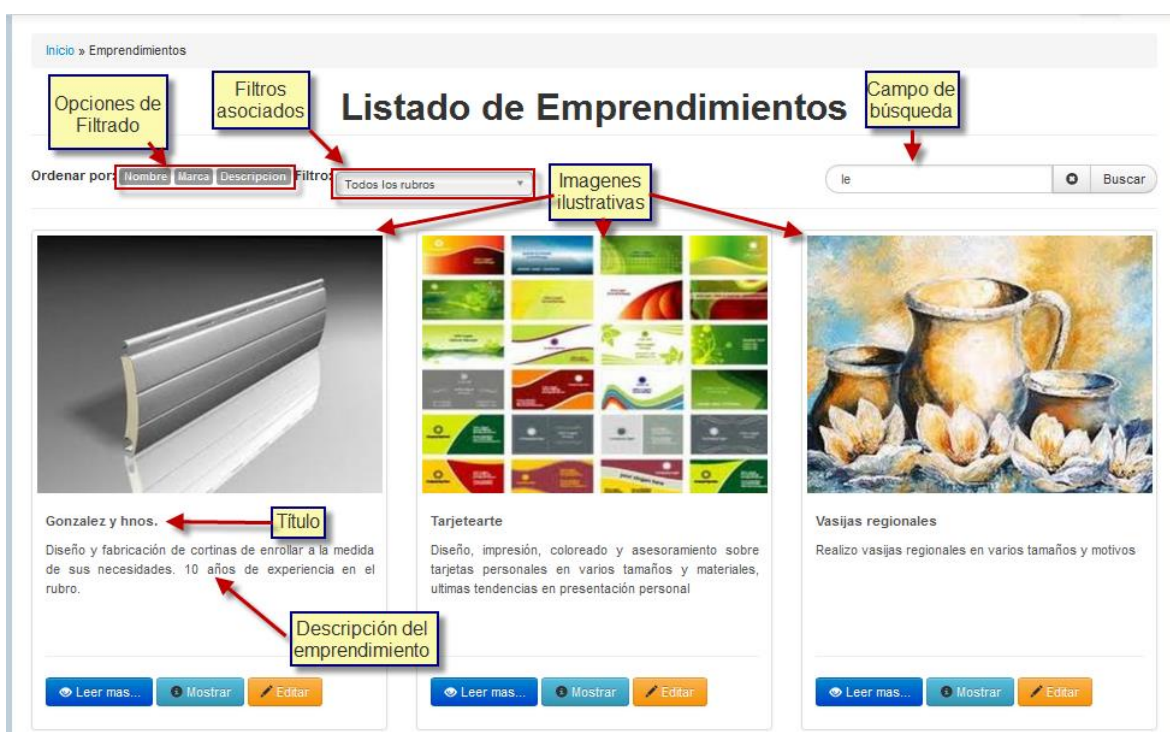 Inicio » Emprendimientos
Opciones de
Filtrado
Filtros
asociados
Listado de Emprendimientos
Campo de
búsqueda
Ordenar por: Nombre Marca Descripcion Filtro: Todos los rubros
le
Buscar
Imagenes
ilustrativas
Gonzalez y hnos.
Título
Diseño y fabricación de cortinas de enrollar a la medida
de sus necesidades. 10 años de experiencia en el
rubro.
Descripción del
emprendimiento
Leer mas... Mostrar Editar
Tarjetearte
Diseño, impresión, coloreado y asesoramiento sobre
tarjetas personales en varios tamaños y materiales,
ultimas tendencias en presentación personal
Leer mas... Mostrar Editar
Vasijas regionales
Realizo vasijas regionales en varios tamaños y motivos
Leer mas... Mostrar Editar